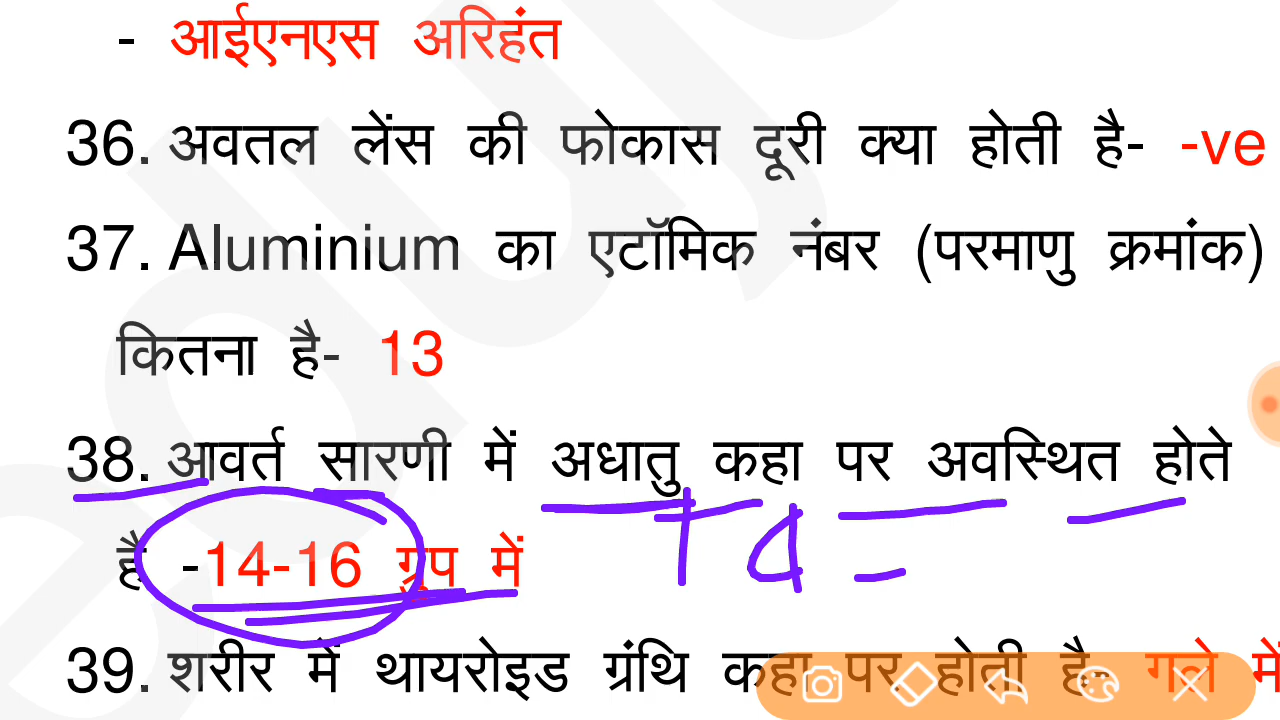 - आईएनएस अरिहंत
36. अवतल लेंस की फोकास दूरी क्या होती है- -ve
37. Aluminium का एटॉमिक नंबर (परमाणु क्रमांक)
कितना है- 13
38. आवर्त सारणी में अधातु कहा पर अवस्थित होते
है -14-16 ग्रुप में
39. शरीर में थायरोइड ग्रंथि कहा पर होती है- गले में